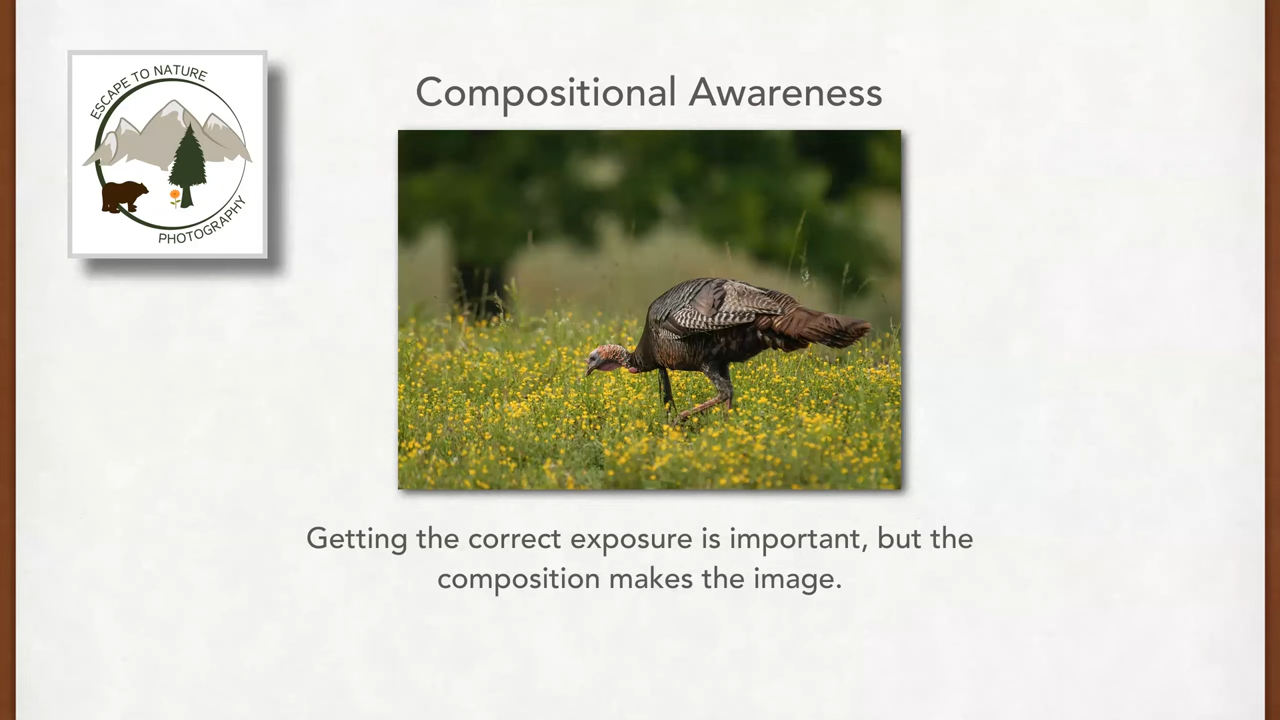 ESCAPE TO NATURE
PHOTOGRAPHY
Compositional Awareness
Getting the correct exposure is important, but the
composition makes the image.